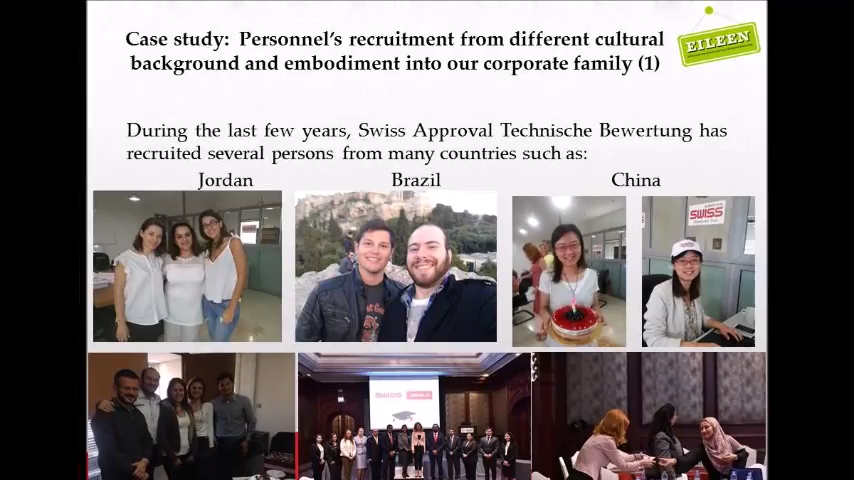 Case study: Personnel's recruitment from different cultural
background and embodiment into our corporate family (1)
EILEEN
During the last few years, Swiss Approval Technische Bewertung has
recruited several persons from many countries such as:
Jordan
Brazil
China
SWISS
SWISS